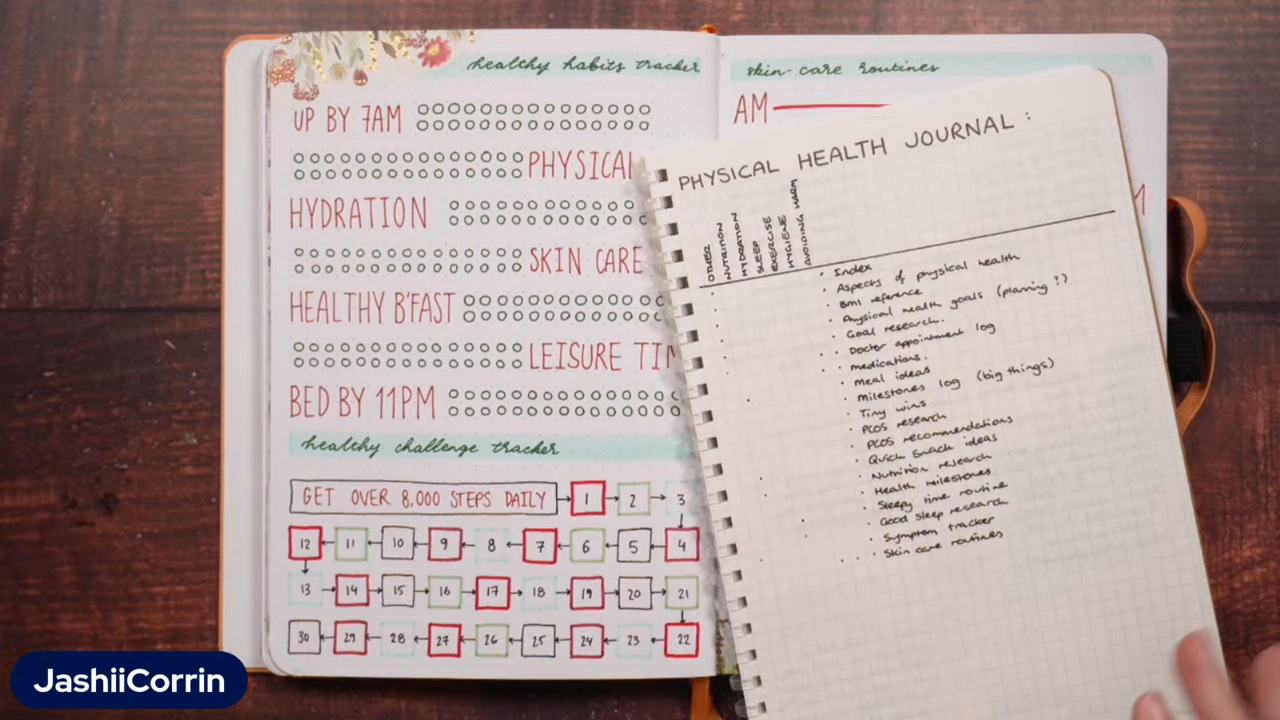 healthy habits tracker
UP BY 7AM
PHYSICAL
HYDRATION
SKIN CARE
HEALTHY B'FAST
LEISURE TIM
BED BY 11PM
healthy challenge tracker
GET OVER 8,000 STEPS DAILY 1 2 3
12 11 10 9 8 7 6 5 4
13 14 15 16 17 18 19 20 21
30 29 28 27 26 25 24 23 22
skin-care routines
AM
M
PHYSICAL HEALTH JOURNAL:
OTHER
NUTRITION
HYDRATION
SLEEP
EXERCISE
HYGIENE
AVOIDING HARM
• Index
• Aspects of physical health
• BMI reference
• Physical health goals (planning?)
• Goal research.
• Doctor appointment log
• medications.
• Meal ideas
• Milestones log (big things)
• Tiny wins
• PCOS research
• PCOS recommendations
• Quick snack ideas
• Nutrition research
• Health milestones
• Sleepy time routine
• Good sleep research
• Symptom tracker
• Skin care routines
JashiiCorrin